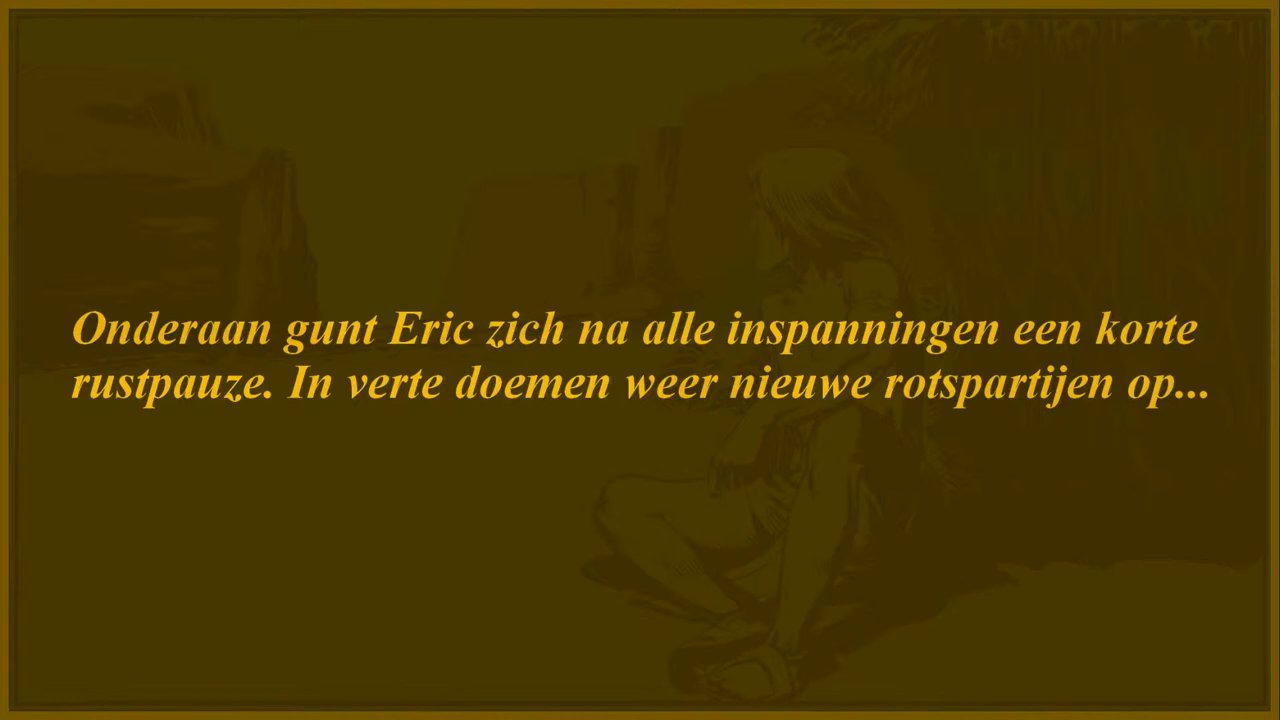 Onderaan gunt Eric zich na alle inspanningen een korte
rustpauze. In verte doemen weer nieuwe rotspartijen op...